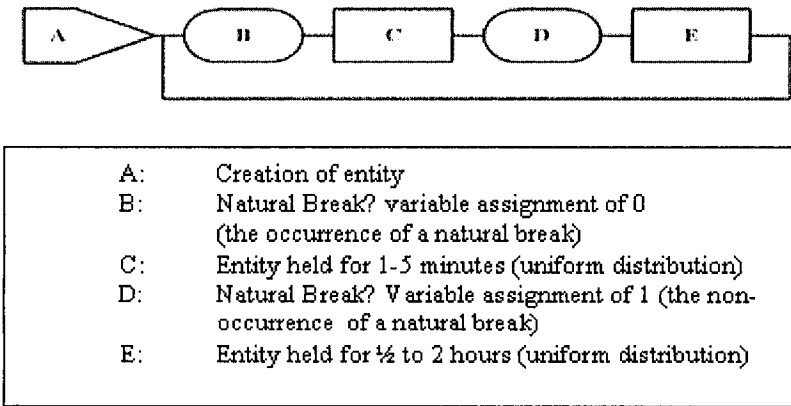 A B C D E
A: Creation of entity
B: Natural Break? variable assignment of 0
(the occurrence of a natural break)
C: Entity held for 1-5 minutes (uniform distribution)
D: Natural Break? Variable assignment of 1 (the non-
occurrence of a natural break)
E: Entity held for ½ to 2 hours (uniform distribution)